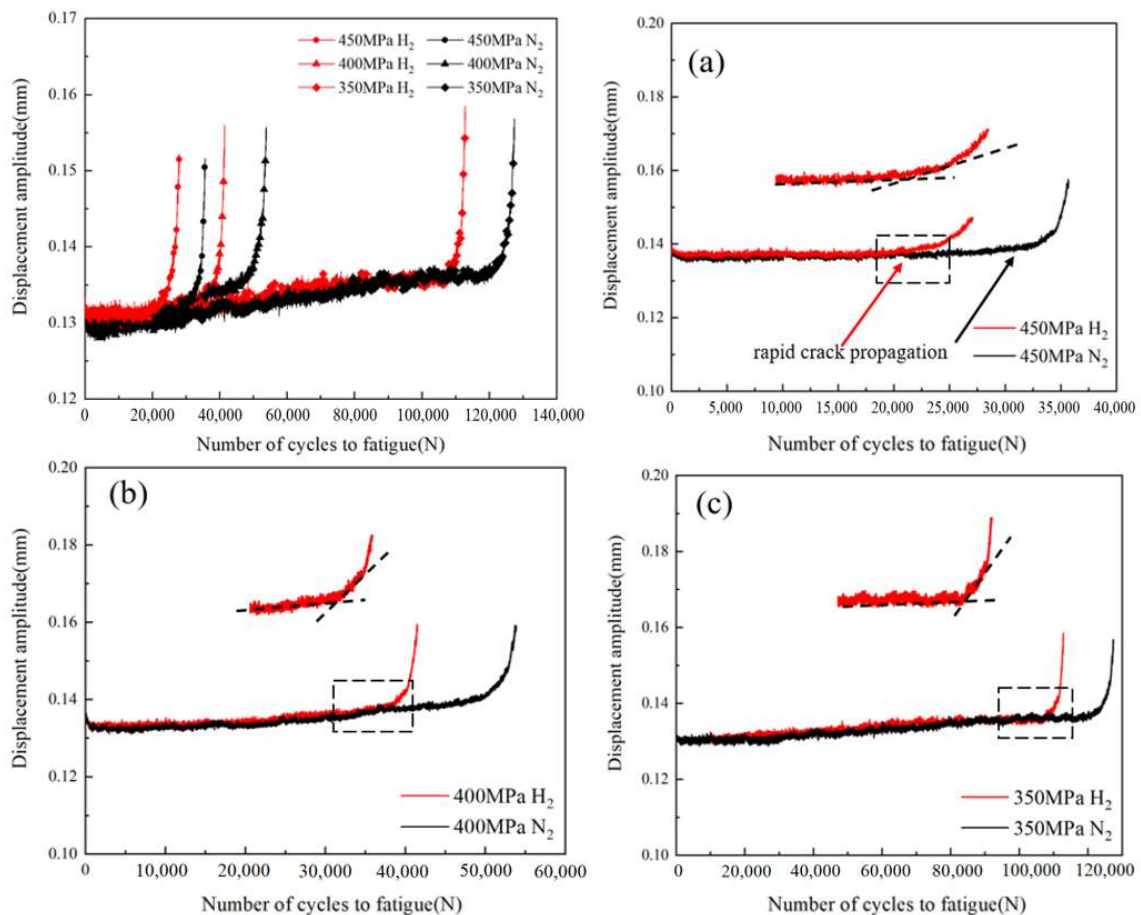 0.17
0.16
0.15
0.14
0.13
0.12
Displacement amplitude(mm)
450MPa H₂ 450MPa N₂
400MPa H₂ 400MPa N₂
350MPa H₂ 350MPa N₂
0 20,000 40,000 60,000 80,000 100,000 120,000 140,000
Number of cycles to fatigue(N)
(a)
0.20
0.18
0.16
0.14
0.12
0.10
Displacement amplitude(mm)
rapid crack propagation
450MPa H₂
450MPa N₂
0 5,000 10,000 15,000 20,000 25,000 30,000 35,000 40,000
Number of cycles to fatigue(N)
(b)
0.20
0.18
0.16
0.14
0.12
0.10
Displacement amplitude(mm)
400MPa H₂
400MPa N₂
0 10,000 20,000 30,000 40,000 50,000 60,000
Number of cycles to fatigue(N)
(c)
0.20
0.18
0.16
0.14
0.12
0.10
Displacement amplitude(mm)
350MPa H₂
350MPa N₂
0 20,000 40,000 60,000 80,000 100,000 120,000
Number of cycles to fatigue(N)